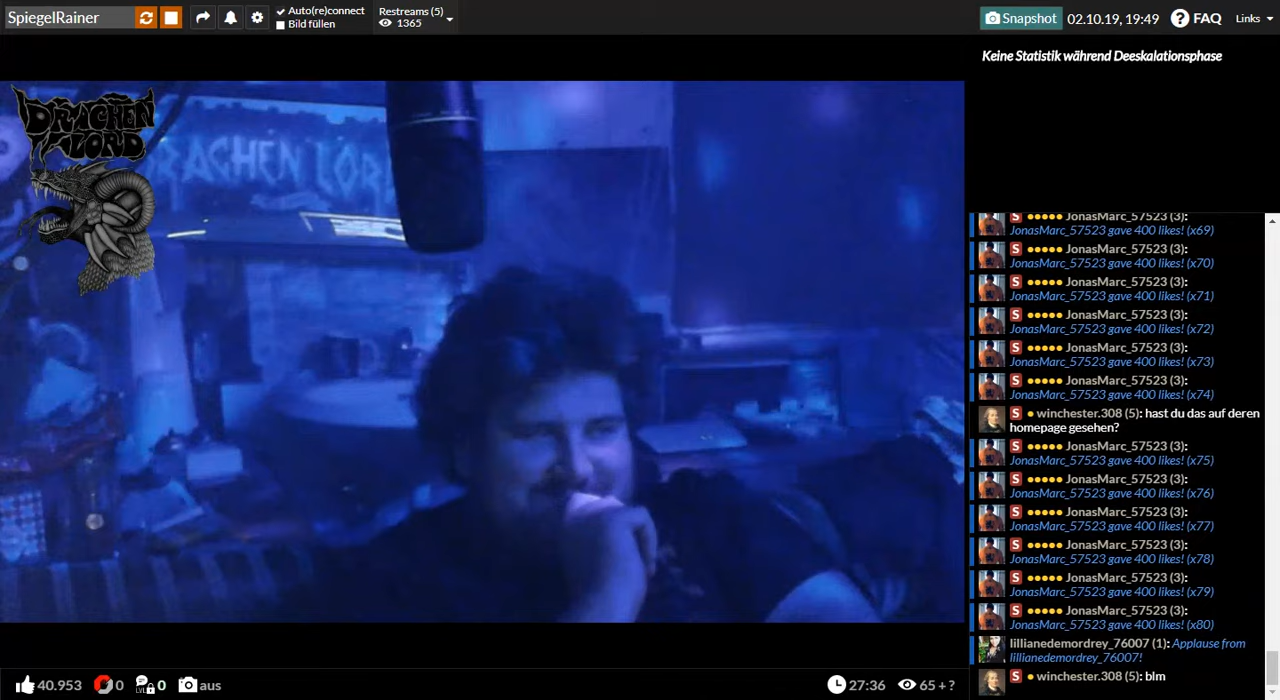 SpiegelRainer
Auto(re)connect
Bild füllen
Restreams (5)
1365
Snapshot
02.10.19, 19:49
FAQ
Links
Keine Statistik während Deeskalationsphase
DRACHEN
LORD
DRACHEN LORD
S JonasMarc_57523 (3):
JonasMarc_57523 gave 400 likes! (x69)
S JonasMarc_57523 (3):
JonasMarc_57523 gave 400 likes! (x70)
S JonasMarc_57523 (3):
JonasMarc_57523 gave 400 likes! (x71)
S JonasMarc_57523 (3):
JonasMarc_57523 gave 400 likes! (x72)
S JonasMarc_57523 (3):
JonasMarc_57523 gave 400 likes! (x73)
S JonasMarc_57523 (3):
JonasMarc_57523 gave 400 likes! (x74)
S winchester.308 (5): hast du das auf deren
homepage gesehen?
S JonasMarc_57523 (3):
JonasMarc_57523 gave 400 likes! (x75)
S JonasMarc_57523 (3):
JonasMarc_57523 gave 400 likes! (x76)
S JonasMarc_57523 (3):
JonasMarc_57523 gave 400 likes! (x77)
S JonasMarc_57523 (3):
JonasMarc_57523 gave 400 likes! (x78)
S JonasMarc_57523 (3):
JonasMarc_57523 gave 400 likes! (x79)
S JonasMarc_57523 (3):
JonasMarc_57523 gave 400 likes! (x80)
lillianedemordrey_76007 (1): Applause from
lillianedemordrey_76007!
S winchester.308 (5): blm
40.953
0
LVL 0
aus
27:36
65 + ?